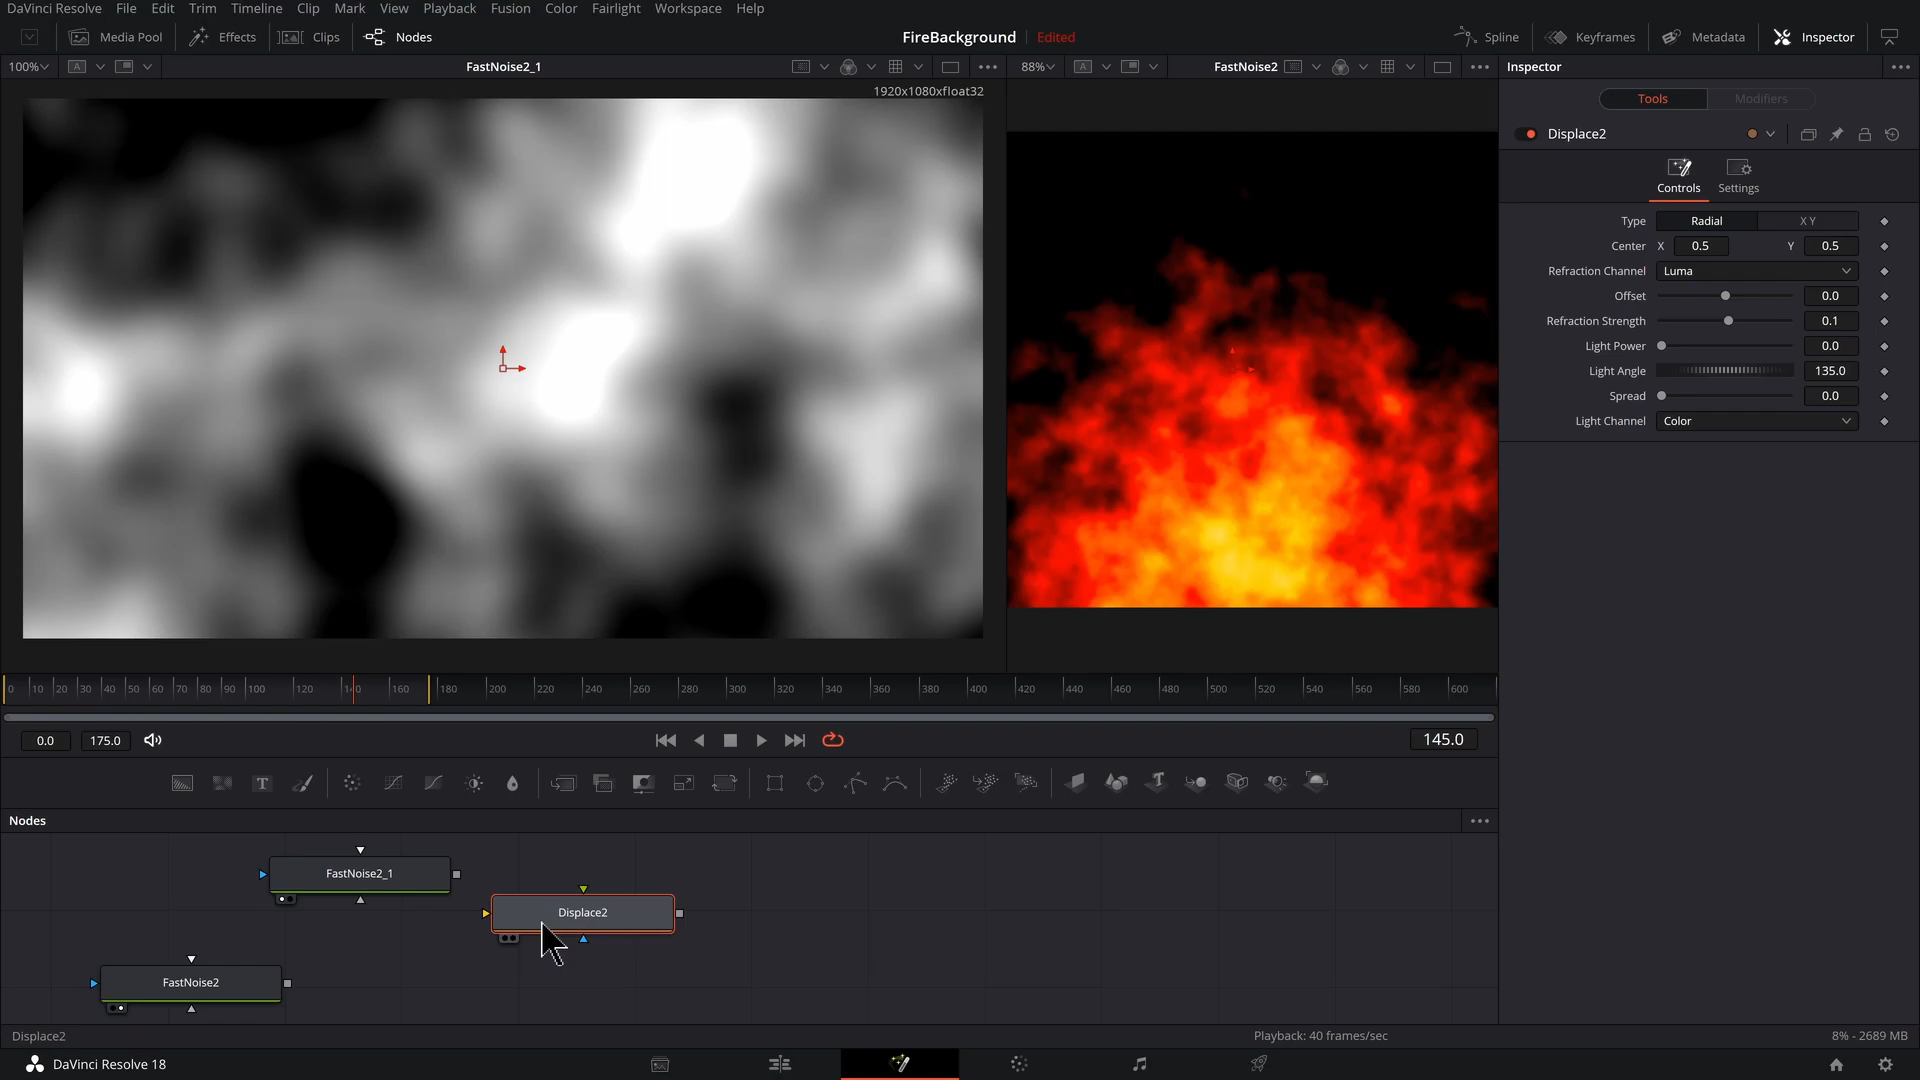 DaVinci Resolve File Edit Trim Timeline Clip Mark View Playback Fusion Color Fairlight Workspace Help
Media Pool Effects Clips Nodes FireBackground Edited Spline Keyframes Metadata Inspector
100% A FastNoise2_1 88% A FastNoise2 Inspector
1920x1080xfloat32
Tools Modifiers
Displace2
Controls Settings
Type Radial X Y
Center X 0.5 Y 0.5
Refraction Channel Luma
Offset 0.0
Refraction Strength 0.1
Light Power 0.0
Light Angle 135.0
Spread 0.0
Light Channel Color
0 10 20 30 40 50 60 70 80 90 100 120 140 160 180 200 220 240 260 280 300 320 340 360 380 400 420 440 460 480 500 520 540 560 580 600
0.0 175.0 145.0
T T
Nodes
FastNoise2_1
Displace2
FastNoise2
Displace2 Playback: 40 frames/sec 8% - 2689 MB
DaVinci Resolve 18